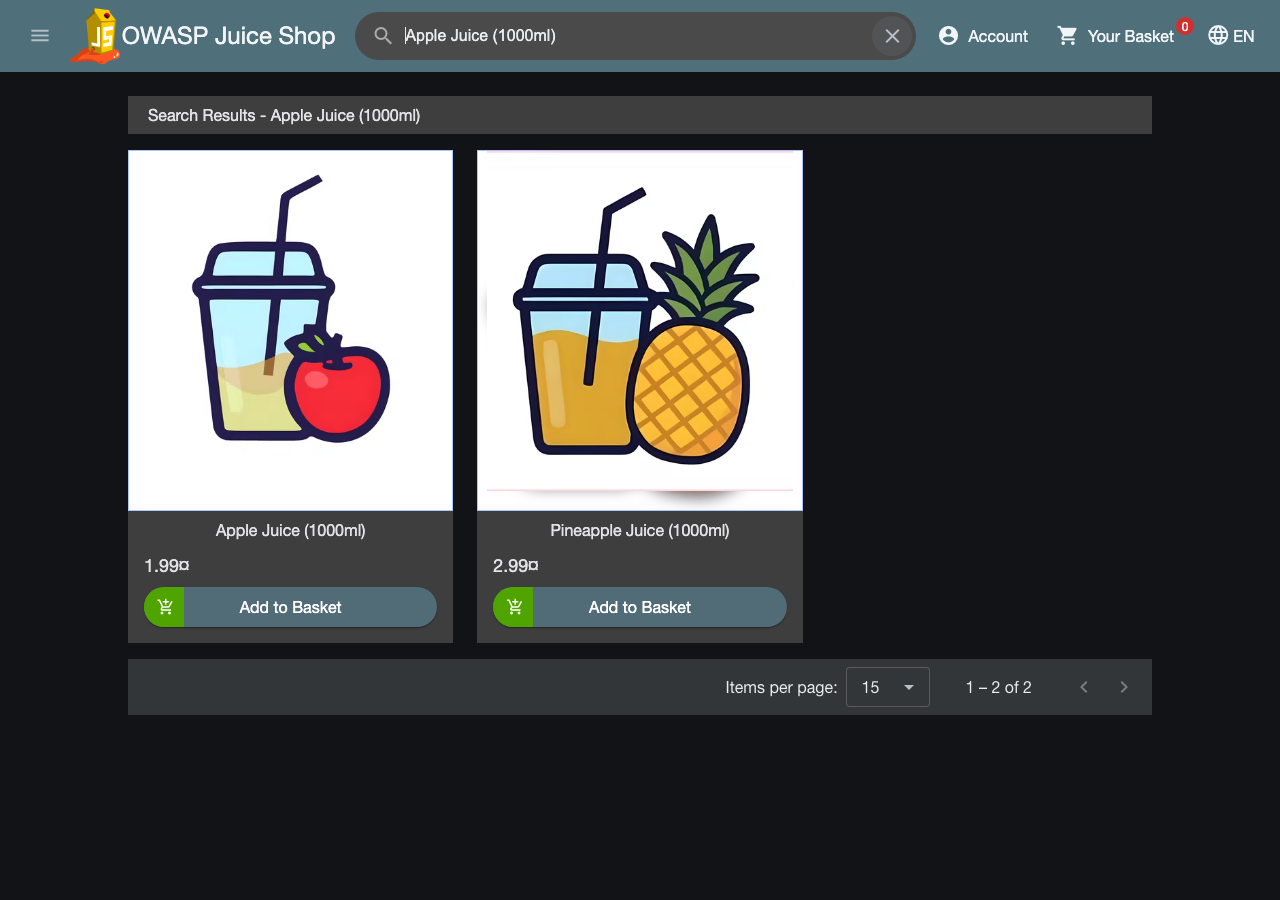 OWASP Juice Shop
Apple Juice (1000ml)
Account
Your Basket
0
EN
Search Results - Apple Juice (1000ml)
Apple Juice (1000ml)
1.99¤
Add to Basket
Pineapple Juice (1000ml)
2.99¤
Add to Basket
Items per page:
15
1 – 2 of 2
JS